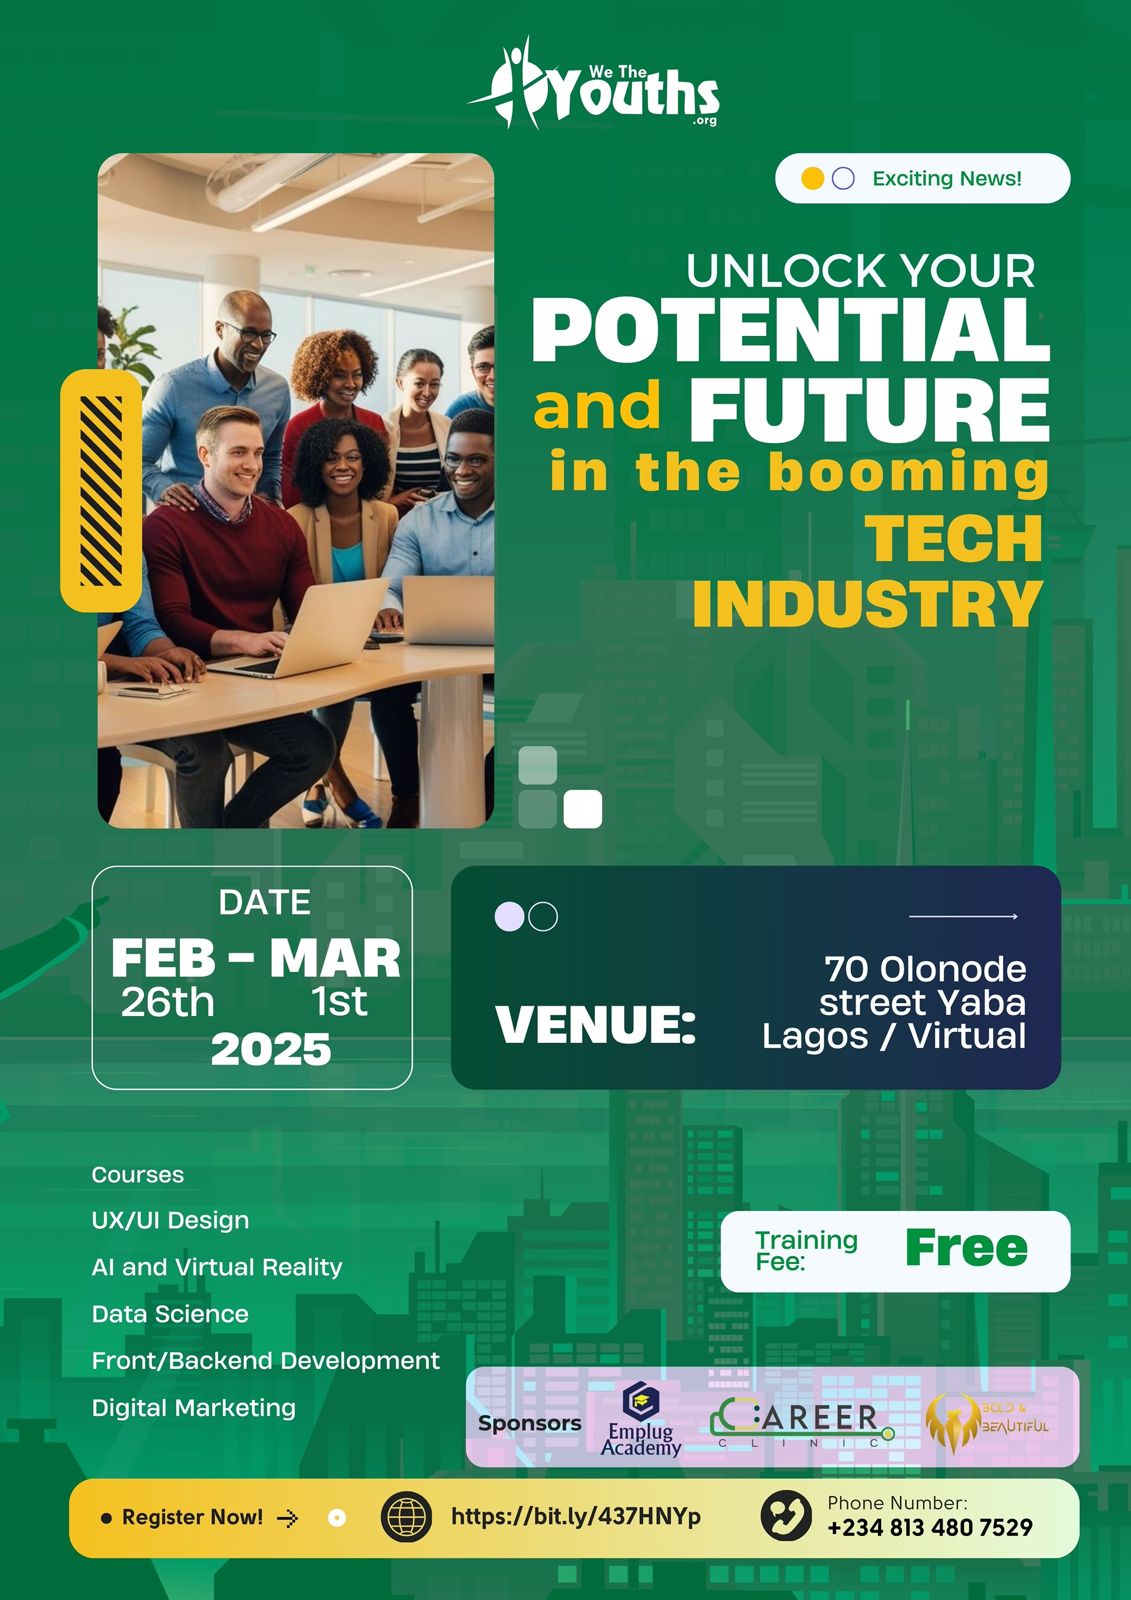 We The
Youths
.org
Exciting News!
UNLOCK YOUR
POTENTIAL
and FUTURE
in the booming
TECH
INDUSTRY
DATE
FEB - MAR
26th 1st
2025
VENUE:
70 Olonode
street Yaba
Lagos / Virtual
Courses
UX/UI Design
AI and Virtual Reality
Data Science
Front/Backend Development
Digital Marketing
Training
Fee:
Free
Sponsors
Emplug
Academy
CAREER
CLINIC
BOLD &
BEAUTIFUL
Register Now!
https://bit.ly/437HNYp
Phone Number:
+234 813 480 7529